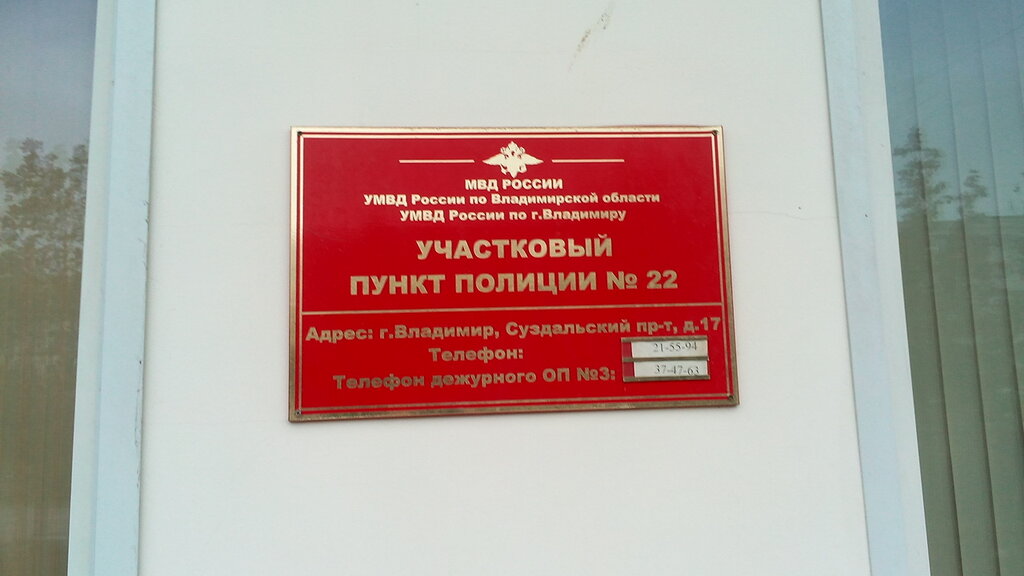 МВД РОССИИ
УМВД России по Владимирской области
УМВД России по г.Владимиру
УЧАСТКОВЫЙ
ПУНКТ ПОЛИЦИИ № 22
Адрес: г.Владимир, Суздальский пр-т, д.17
Телефон: 21-55-94
Телефон дежурного ОП №3: 37-47-63